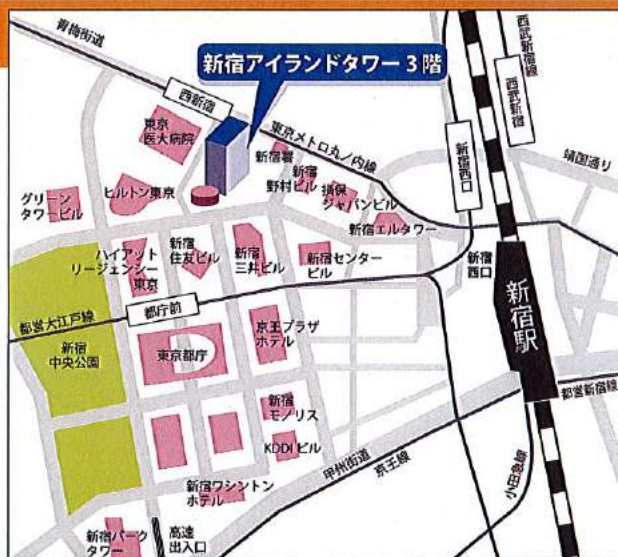 青梅街道
新宿アイランドタワー 3 階
西武新宿線
西武新宿
西新宿
東京
医大病院
東京メトロ丸ノ内線
新宿西口
靖国通り
新宿署
新宿
野村ビル
損保
ジャパンビル
グリーン
タワービル
ヒルトン東京
新宿エルタワー
ハイアット
リージェンシー
東京
新宿
住友ビル
新宿
三井ビル
新宿センター
ビル
新宿
西口
新宿駅
都庁前
都営大江戸線
新宿
中央公園
東京都庁
京王プラザ
ホテル
都営新宿線
新宿
モノリス
KDDI ビル
甲州街道
京王線
小田急線
新宿ワシントン
ホテル
新宿パーク
タワー
高速
出入口